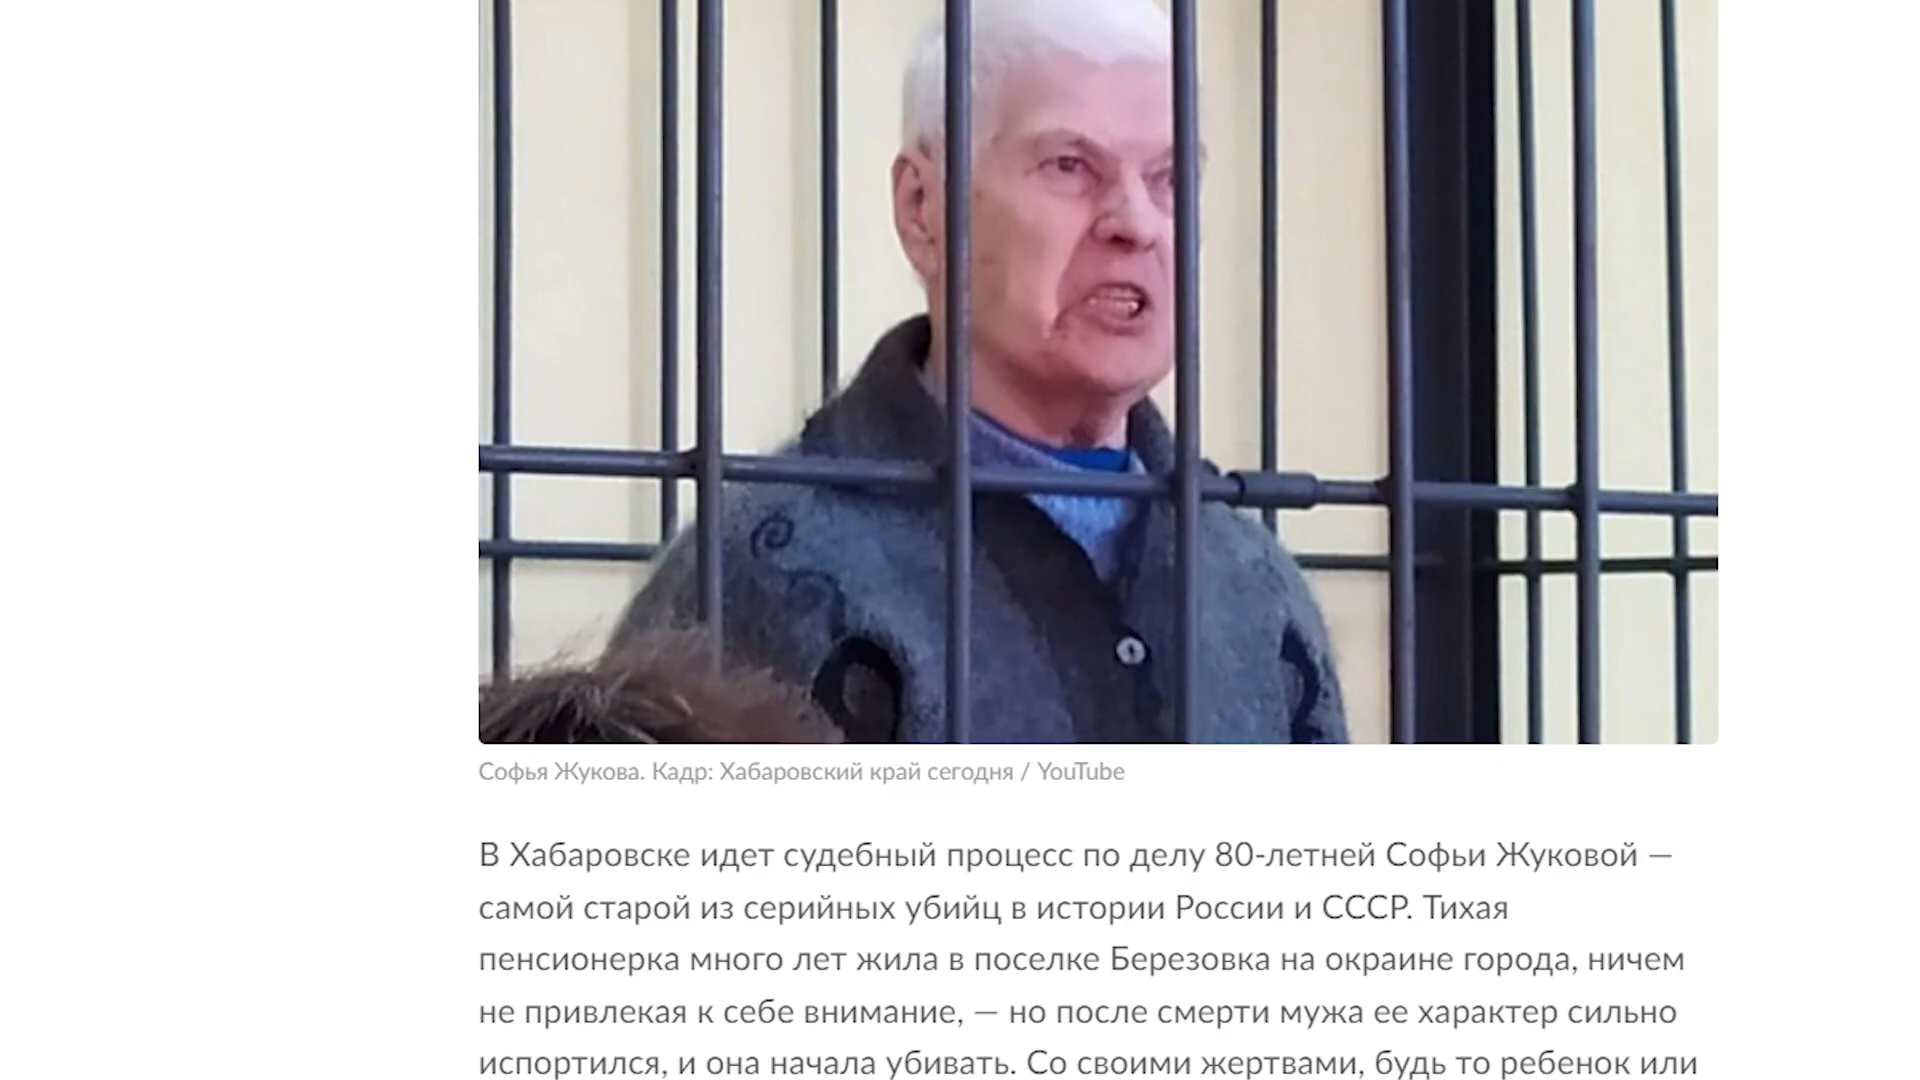 Софья Жукова. Кадр: Хабаровский край сегодня / YouTube
В Хабаровске идет судебный процесс по делу 80-летней Софьи Жуковой —
самой старой из серийных убийц в истории России и СССР. Тихая
пенсионерка много лет жила в поселке Березовка на окраине города, ничем
не привлекая к себе внимание, — но после смерти мужа ее характер сильно
испортился, и она начала убивать. Со своими жертвами, будь то ребенок или